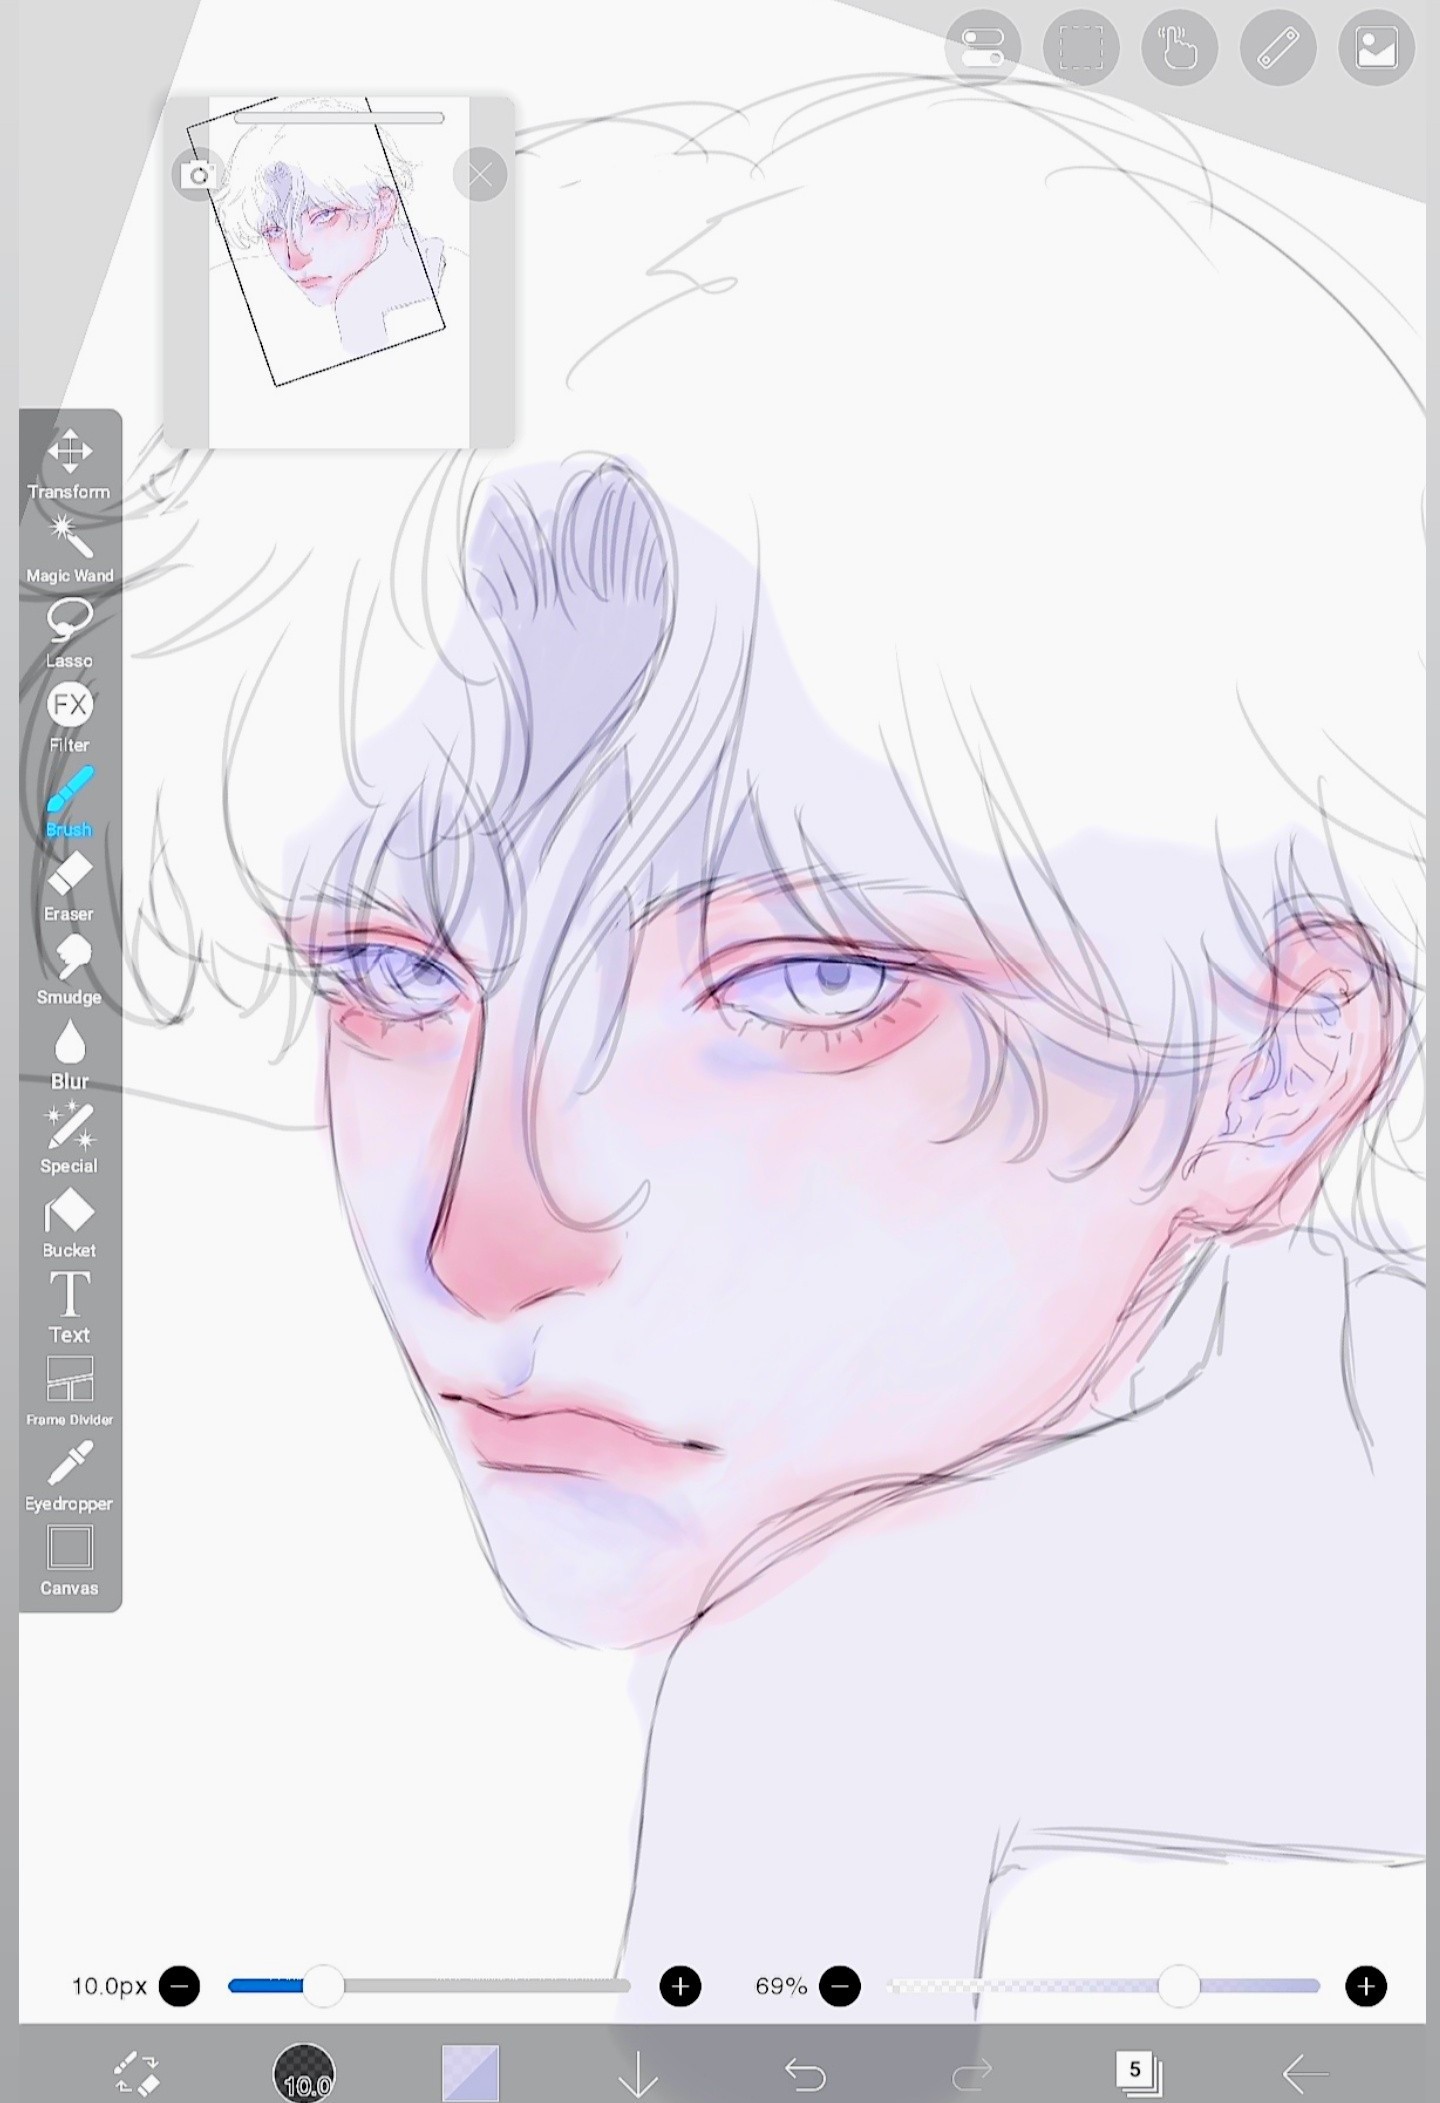 Transform
Magic Wand
Lasso
FX
Filter
Brush
Eraser
Smudge
Blur
Special
Bucket
T
Text
Frame Divider
Eyedropper
Canvas
10.0px
69%
10.0
5